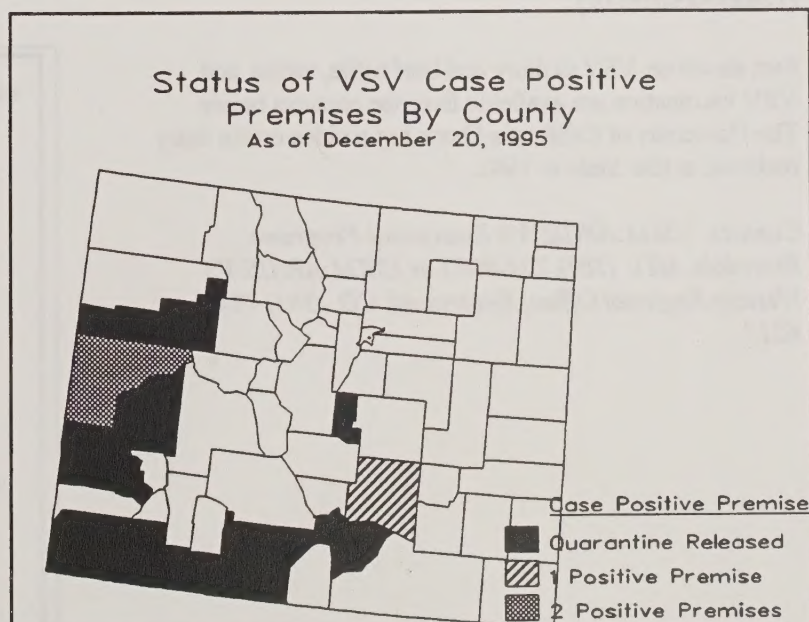 Status of VSV Case Positive
Premises By County
As of December 20, 1995
Case Positive Premise
Quarantine Released
1 Positive Premise
2 Positive Premises